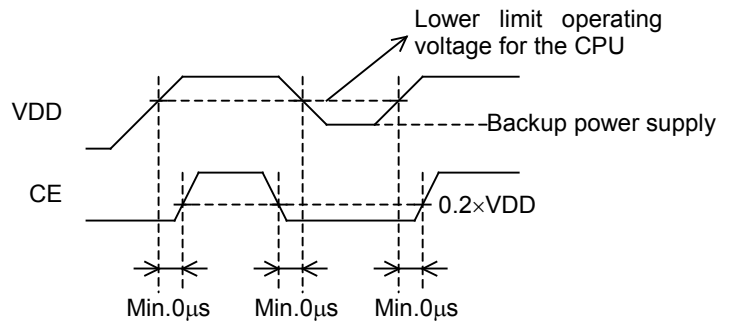 Lower limit operating
voltage for the CPU
VDD
Backup power supply
CE
0.2×VDD
Min.0μs Min.0μs Min.0μs